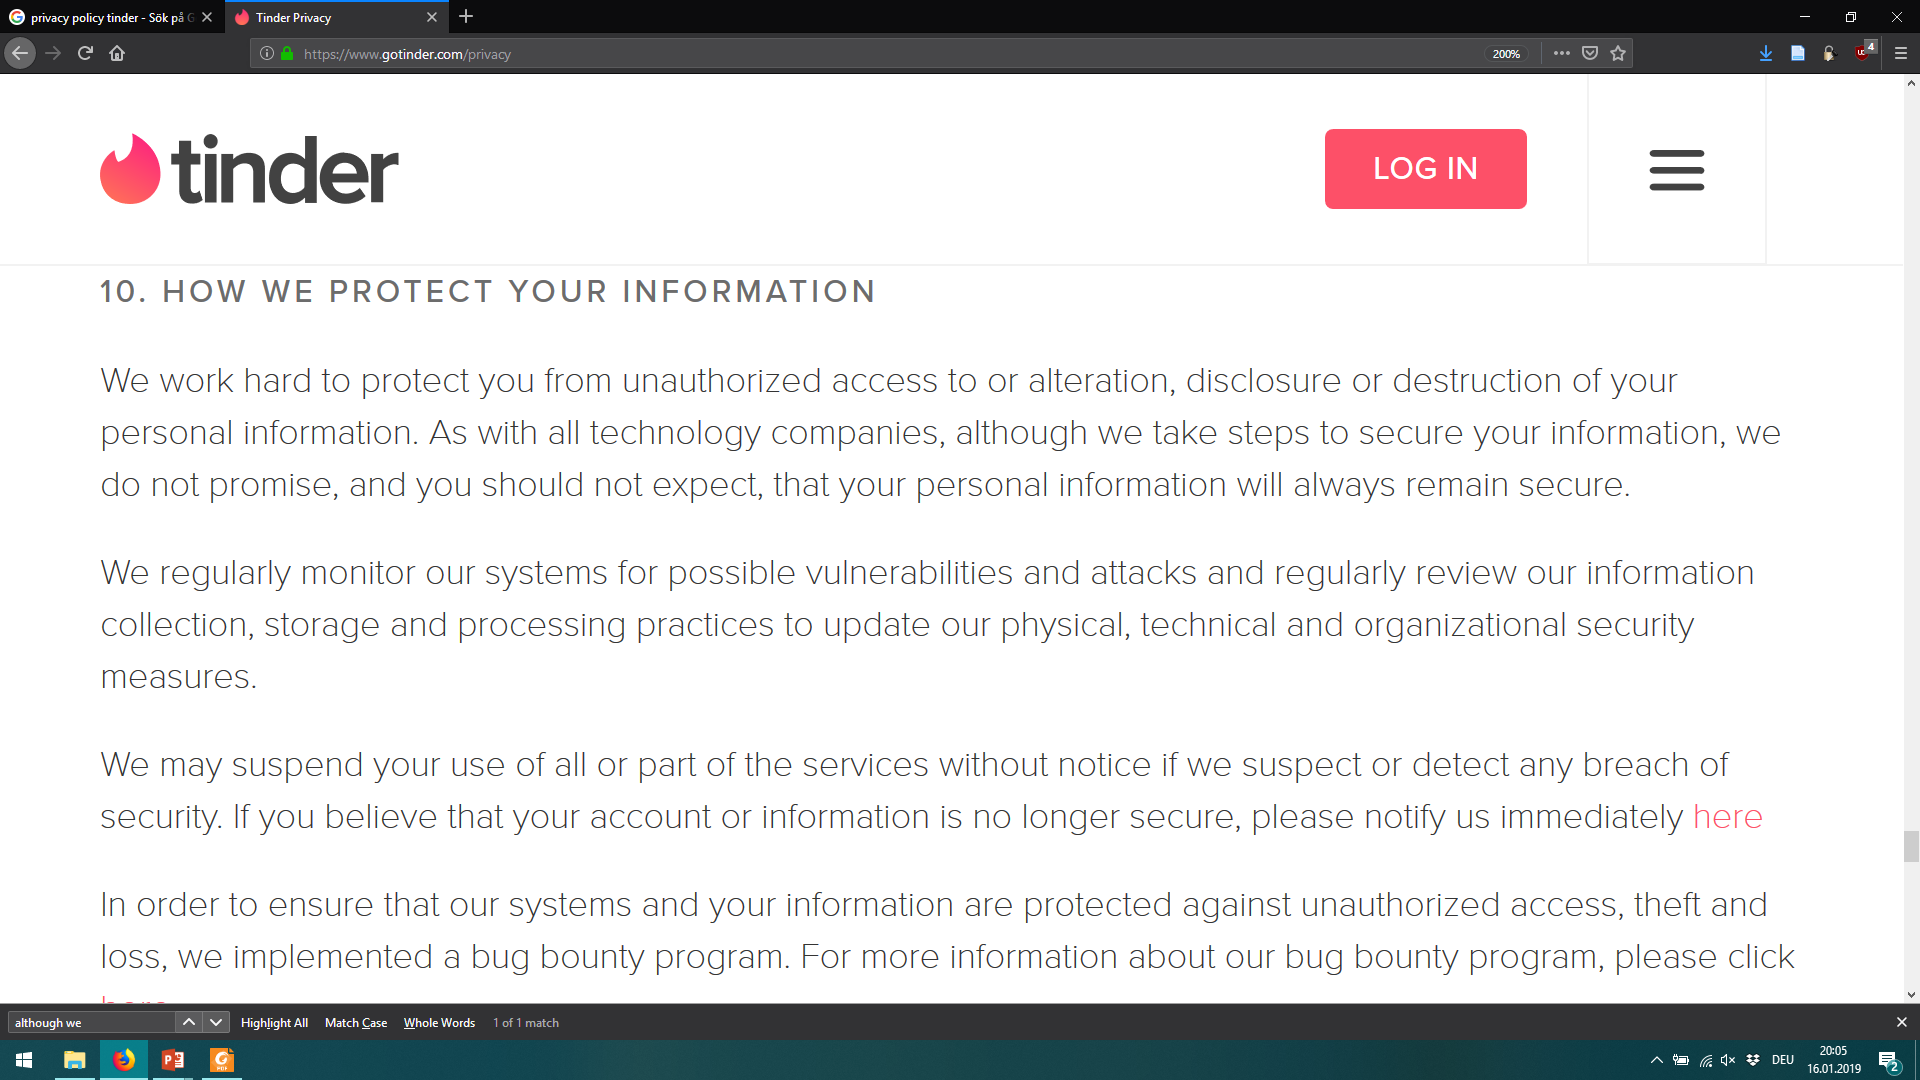 privacy policy tinder - Sök på G
Tinder Privacy
https://www.gotinder.com/privacy
200%
4
tinder
LOG IN
10. HOW WE PROTECT YOUR INFORMATION
We work hard to protect you from unauthorized access to or alteration, disclosure or destruction of your
personal information. As with all technology companies, although we take steps to secure your information, we
do not promise, and you should not expect, that your personal information will always remain secure.
We regularly monitor our systems for possible vulnerabilities and attacks and regularly review our information
collection, storage and processing practices to update our physical, technical and organizational security
measures.
We may suspend your use of all or part of the services without notice if we suspect or detect any breach of
security. If you believe that your account or information is no longer secure, please notify us immediately here
In order to ensure that our systems and your information are protected against unauthorized access, theft and
loss, we implemented a bug bounty program. For more information about our bug bounty program, please click
although we
Highlight All
Match Case
Whole Words
1 of 1 match
DEU
20:05
16.01.2019
2